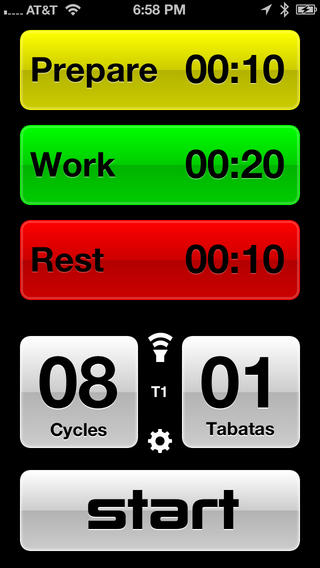 AT&T 6:58 PM
Prepare 00:10
Work 00:20
Rest 00:10
08 01
T1
Cycles Tabatas
start